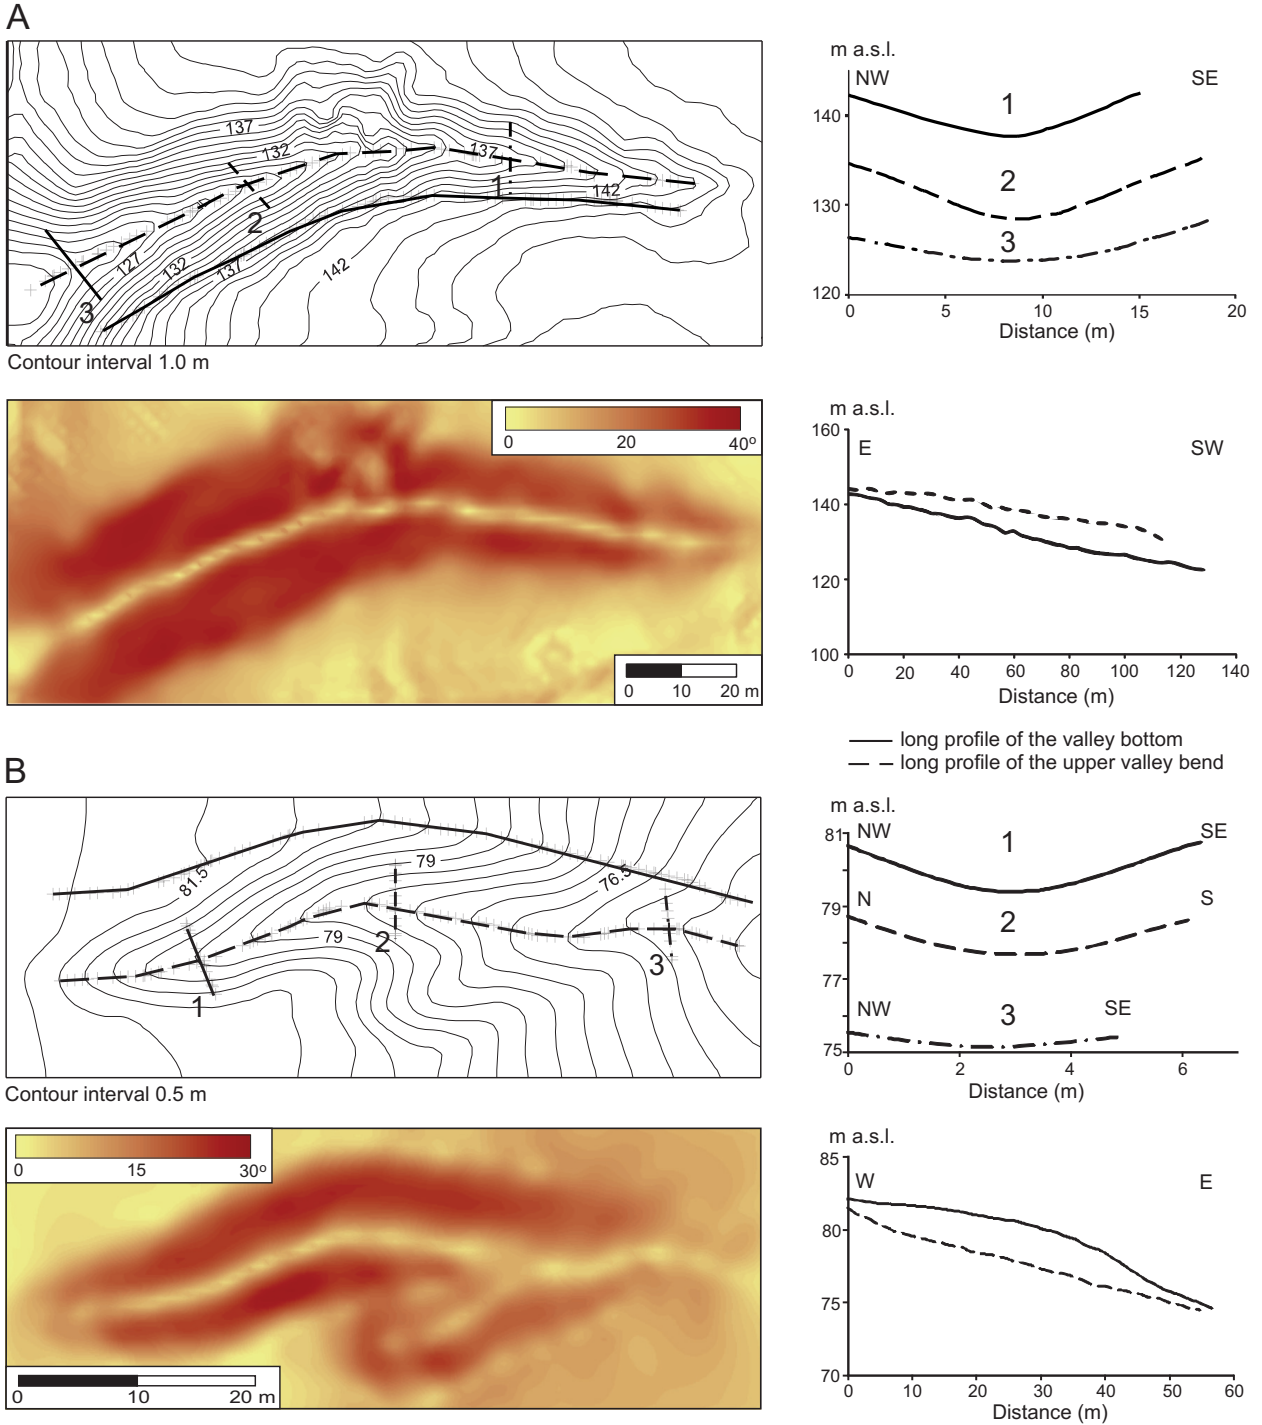 A
137
132
137
142
1
2
127
132
137
142
3
Contour interval 1.0 m
m a.s.l.
NW SE
140
130
120
1
2
3
0 5 10 15 20
Distance (m)
0 20 40º
0 10 20 m
m a.s.l.
160
E SW
140
120
100
0 20 40 60 80 100 120 140
Distance (m)
long profile of the valley bottom
long profile of the upper valley bend
B
79
81.5
76.5
79
2
3
1
Contour interval 0.5 m
m a.s.l.
81
NW SE
1
79
N S
2
77
NW SE
3
75
0 2 4 6
Distance (m)
0 15 30º
0 10 20 m
m a.s.l.
85
W E
80
75
70
0 10 20 30 40 50 60
Distance (m)